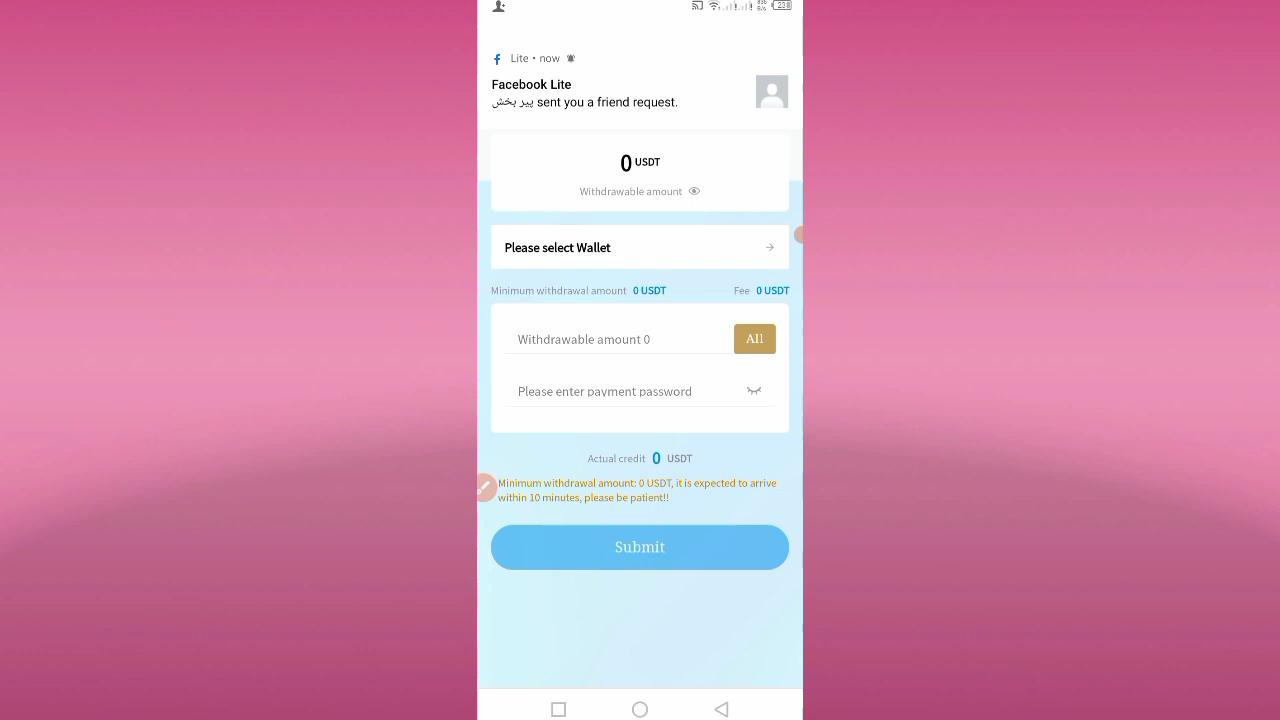 836
B/s
23
Lite • now
Facebook Lite
پیر بخش sent you a friend request.
0 USDT
Withdrawable amount
Please select Wallet
Minimum withdrawal amount 0 USDT Fee 0 USDT
Withdrawable amount 0 All
Please enter payment password
Actual credit 0 USDT
Minimum withdrawal amount: 0 USDT, it is expected to arrive
within 10 minutes, please be patient!!
Submit